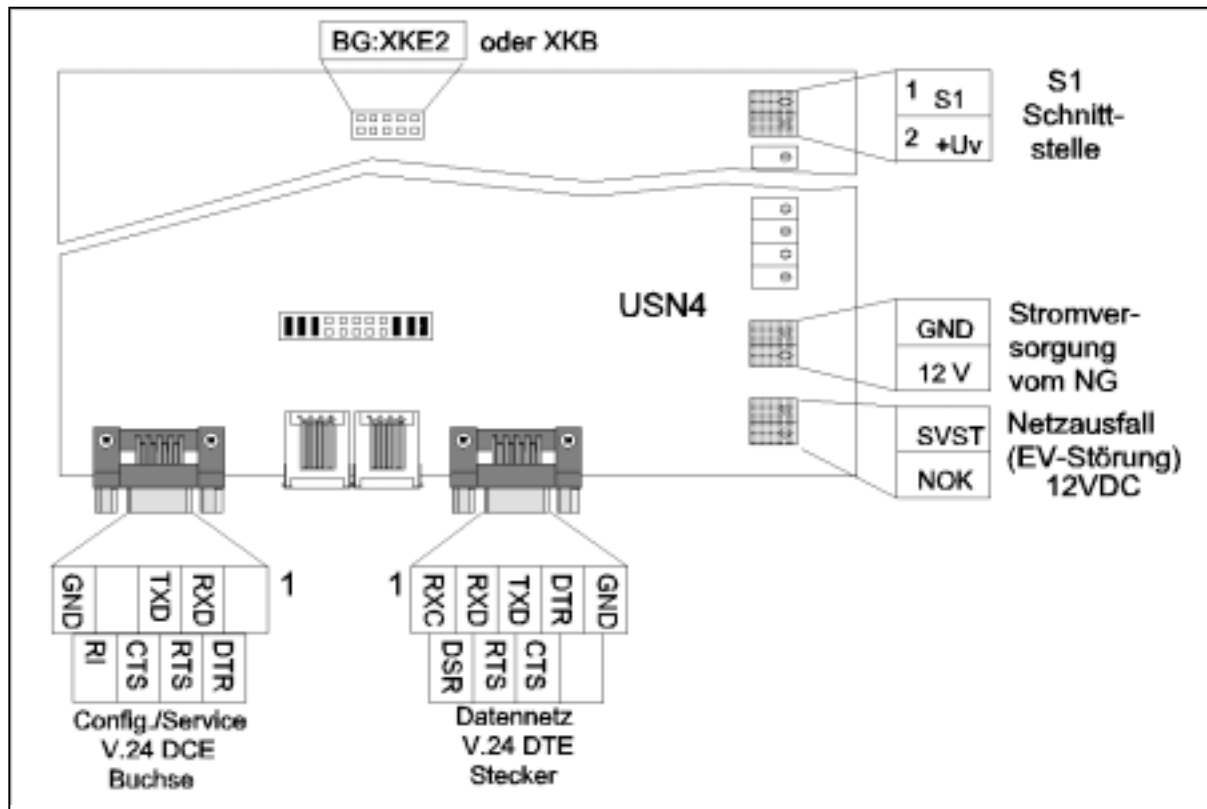 BG:XKE2 oder XKB
1 S1
2 +Uv
S1
Schnitt-
stelle
USN4
GND
12 V
Stromver-
sorgung
vom NG
SVST
NOK
Netzausfall
(EV-Störung)
12VDC
GND TXD RXD 1
RI CTS RTS DTR
Config./Service
V.24 DCE
Buchse
1 RXC RXD TXD DTR GND
DSR RTS CTS
Datennetz
V.24 DTE
Stecker